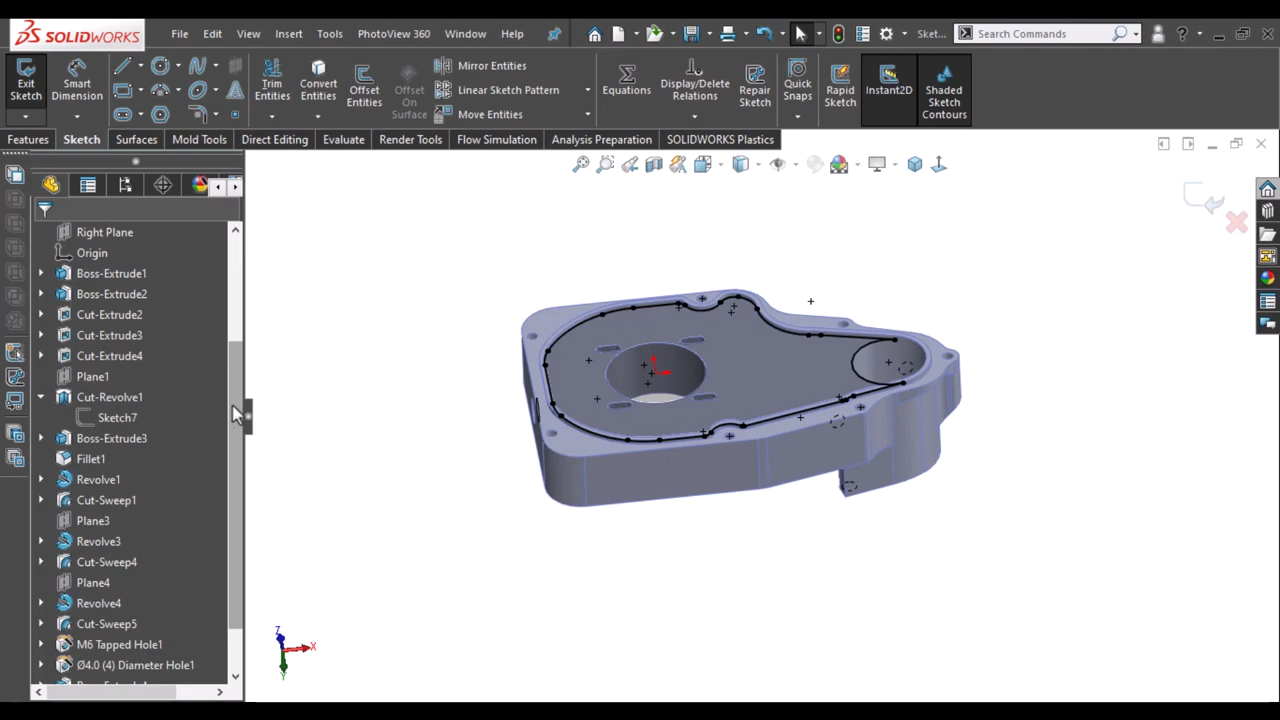 SOLIDWORKS File Edit View Insert Tools PhotoView 360 Window Help Sket... Search Commands
Exit Sketch Smart Dimension Trim Entities Convert Entities Offset Entities Offset On Surface Mirror Entities Linear Sketch Pattern Move Entities Equations Display/Delete Relations Repair Sketch Quick Snaps Rapid Sketch Instant2D Shaded Sketch Contours
Features Sketch Surfaces Mold Tools Direct Editing Evaluate Render Tools Flow Simulation Analysis Preparation SOLIDWORKS Plastics
Right Plane
Origin
Boss-Extrude1
Boss-Extrude2
Cut-Extrude2
Cut-Extrude3
Cut-Extrude4
Plane1
Cut-Revolve1
Sketch7
Boss-Extrude3
Fillet1
Revolve1
Cut-Sweep1
Plane3
Revolve3
Cut-Sweep4
Plane4
Revolve4
Cut-Sweep5
M6 Tapped Hole1
Ø4.0 (4) Diameter Hole1
Z
X
Y